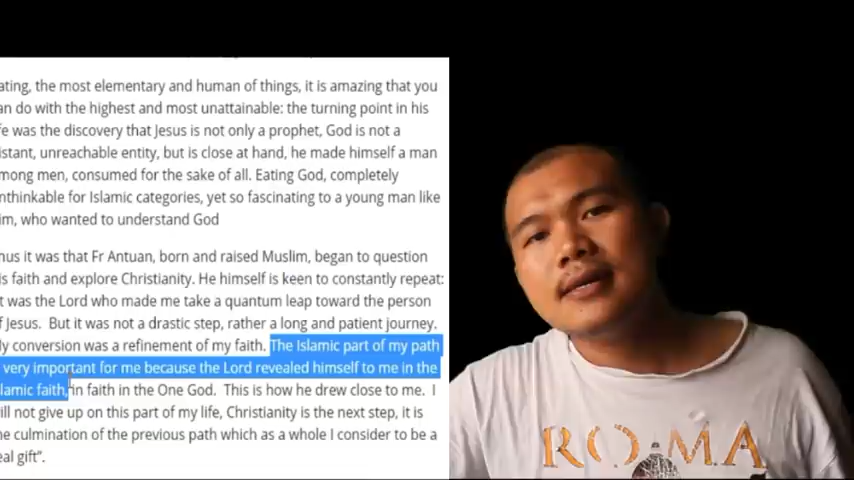 ating, the most elementary and human of things, it is amazing that you
an do with the highest and most unattainable: the turning point in his
fe was the discovery that Jesus is not only a prophet, God is not a
istant, unreachable entity, but is close at hand, he made himself a man
mong men, consumed for the sake of all. Eating God, completely
nthinkable for Islamic categories, yet so fascinating to a young man like
im, who wanted to understand God
hus it was that Fr Antuan, born and raised Muslim, began to question
is faith and explore Christianity. He himself is keen to constantly repeat:
t was the Lord who made me take a quantum leap toward the person
f Jesus. But it was not a drastic step, rather a long and patient journey.
My conversion was a refinement of my faith. The Islamic part of my path
very important for me because the Lord revealed himself to me in the
slamic faith, in faith in the One God. This is how he drew close to me. I
ill not give up on this part of my life, Christianity is the next step, it is
he culmination of the previous path which as a whole I consider to be a
eal gift”.
ROMA